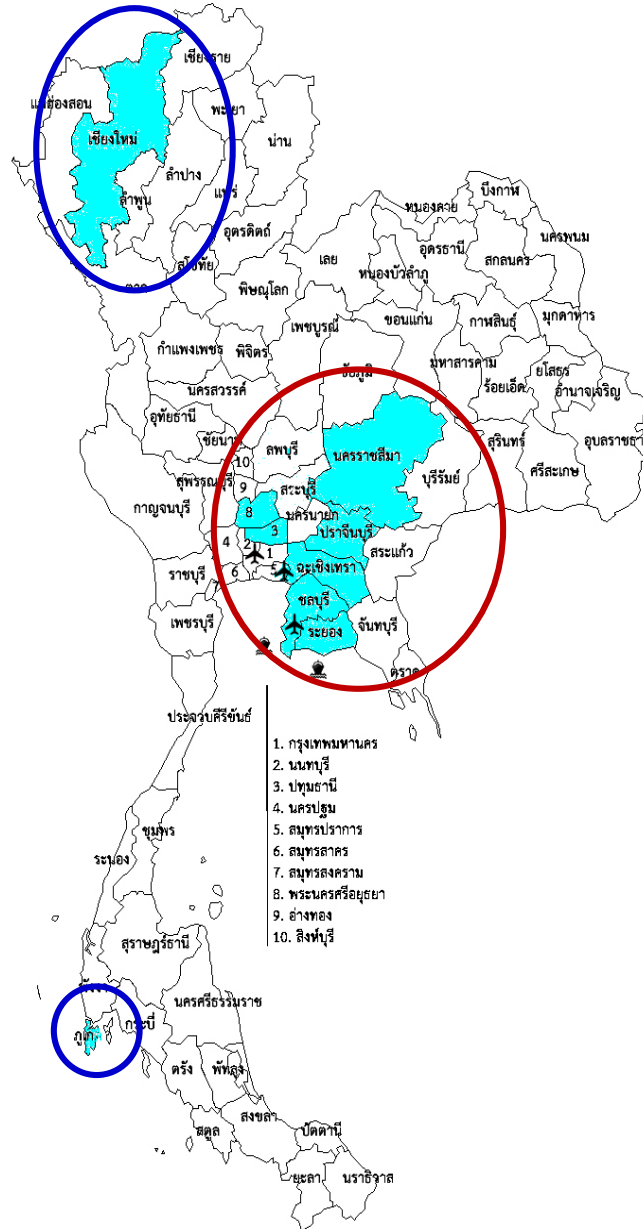 เชียงราย
แม่ฮ่องสอน
พะเยา
เชียงใหม่
น่าน
ลำปาง
แพร่
ลำพูน
บึงกาฬ
หนองคาย
อุตรดิตถ์
นครพนม
อุดรธานี
สกลนคร
เลย
หนองบัวลำภู
สุโขทัย
ตาก
พิษณุโลก
เพชรบูรณ์
ขอนแก่น
กาฬสินธุ์
มุกดาหาร
กำแพงเพชร
พิจิตร
ชัยภูมิ
มหาสารคาม
ยโสธร
ร้อยเอ็ด
อำนาจเจริญ
นครสวรรค์
อุทัยธานี
ชัยนาท
ลพบุรี
นครราชสีมา
สุรินทร์
อุบลราชธา
10
สุพรรณบุรี
9
สระบุรี
บุรีรัมย์
ศรีสะเกษ
กาญจนบุรี
8
นครนายก
3
ปราจีนบุรี
4
2
1
สระแก้ว
ราชบุรี
6
5
ฉะเชิงเทรา
7
ชลบุรี
เพชรบุรี
ระยอง
จันทบุรี
ตราด
ประจวบคีรีขันธ์
1. กรุงเทพมหานคร
2. นนทบุรี
3. ปทุมธานี
4. นครปฐม
5. สมุทรปราการ
6. สมุทรสาคร
7. สมุทรสงคราม
8. พระนครศรีอยุธยา
9. อ่างทอง
10. สิงห์บุรี
ชุมพร
ระนอง
สุราษฎร์ธานี
พังงา
นครศรีธรรมราช
กระบี่
ภูเก
ตรัง
พัทลุง
สงขลา
สตูล
ปัตตานี
ยะลา
นราธิวาส